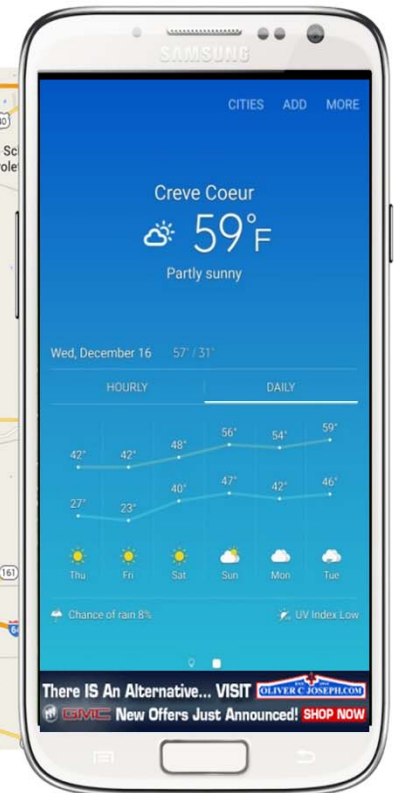 SAMSUNG
CITIES ADD MORE
Creve Coeur
59°F
Partly sunny
Wed, December 16 57°/31°
HOURLY DAILY
42° 42° 48° 56° 54° 59°
27° 23° 40° 47° 42° 46°
Thu Fri Sat Sun Mon Tue
Chance of rain 8% UV Index Low
There IS An Alternative... VISIT OLIVER C JOSEPH.COM
GMC New Offers Just Announced! SHOP NOW
161